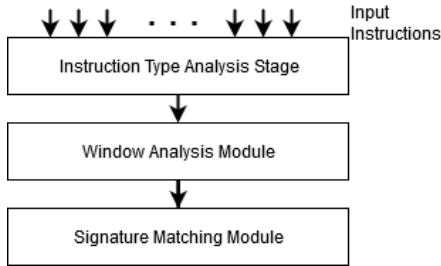 Input
Instructions
Instruction Type Analysis Stage
Window Analysis Module
Signature Matching Module